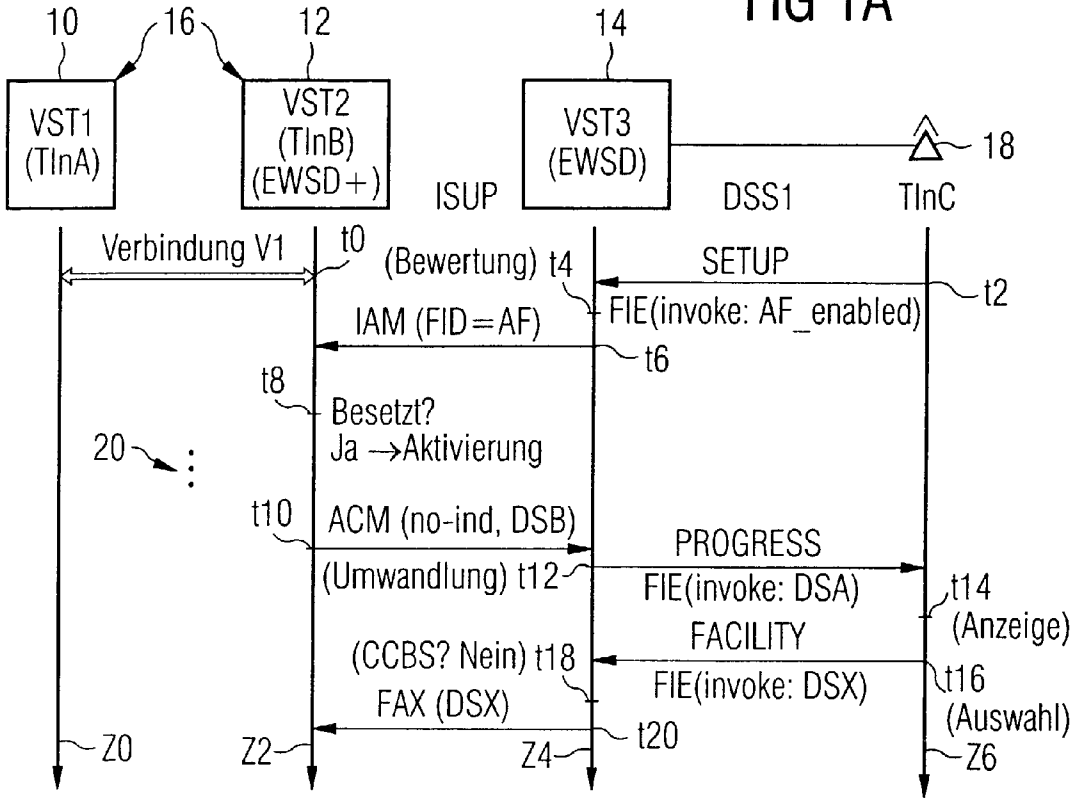 FIG 1A
10
16
12
14
VST1
(TlnA)
VST2
(TlnB)
(EWSD+)
VST3
(EWSD)
18
ISUP
DSS1
TlnC
Verbindung V1
t0
(Bewertung) t4
SETUP
t2
FIE(invoke: AF_enabled)
IAM (FID=AF)
t6
t8
Besetzt?
Ja →Aktivierung
20
t10
ACM (no-ind, DSB)
PROGRESS
(Umwandlung) t12
FIE(invoke: DSA)
t14
(Anzeige)
FACILITY
(CCBS? Nein) t18
FIE(invoke: DSX)
t16
(Auswahl)
FAX (DSX)
t20
Z0
Z2
Z4
Z6